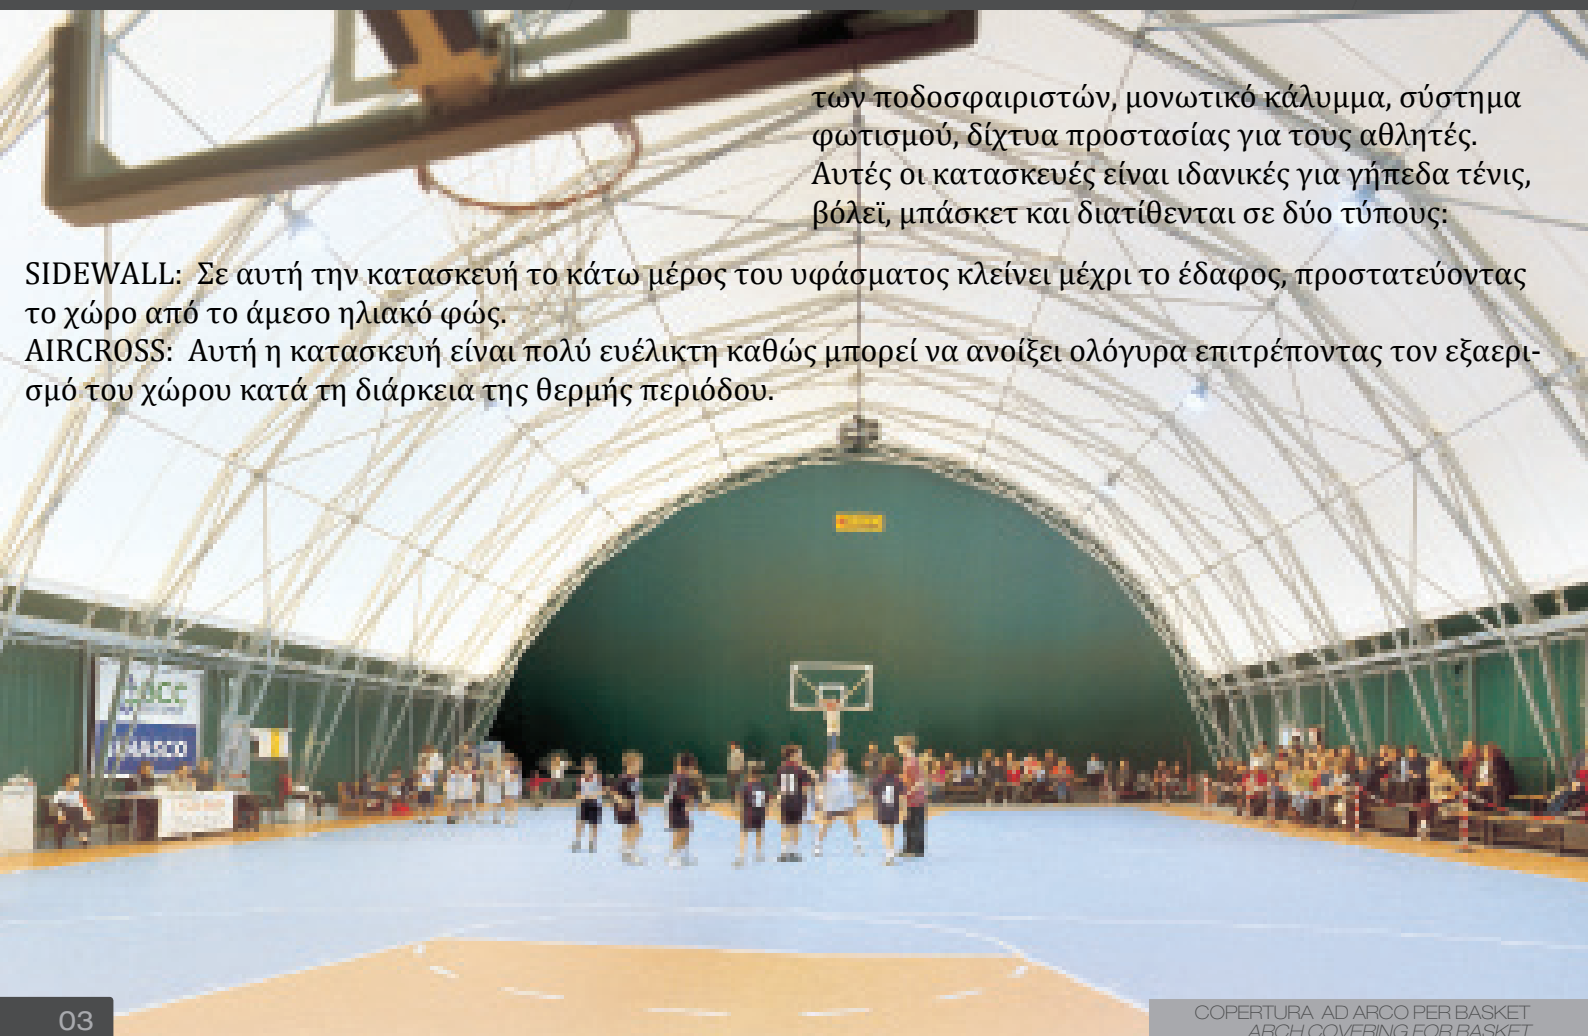 των ποδοσφαιριστών, μονωτικό κάλυμμα, σύστημα
φωτισμού, δίχτυα προστασίας για τους αθλητές.
Αυτές οι κατασκευές είναι ιδανικές για γήπεδα τένις,
βόλεϊ, μπάσκετ και διατίθενται σε δύο τύπους:
SIDEWALL: Σε αυτή την κατασκευή το κάτω μέρος του υφάσματος κλείνει μέχρι το έδαφος, προστατεύοντας
το χώρο από το άμεσο ηλιακό φώς.
AIRCROSS: Αυτή η κατασκευή είναι πολύ ευέλικτη καθώς μπορεί να ανοίξει ολόγυρα επιτρέποντας τον εξαερι-
σμό του χώρου κατά τη διάρκεια της θερμής περιόδου.
03
COPERTURA AD ARCO PER BASKET
ARCH COVERING FOR BASKET